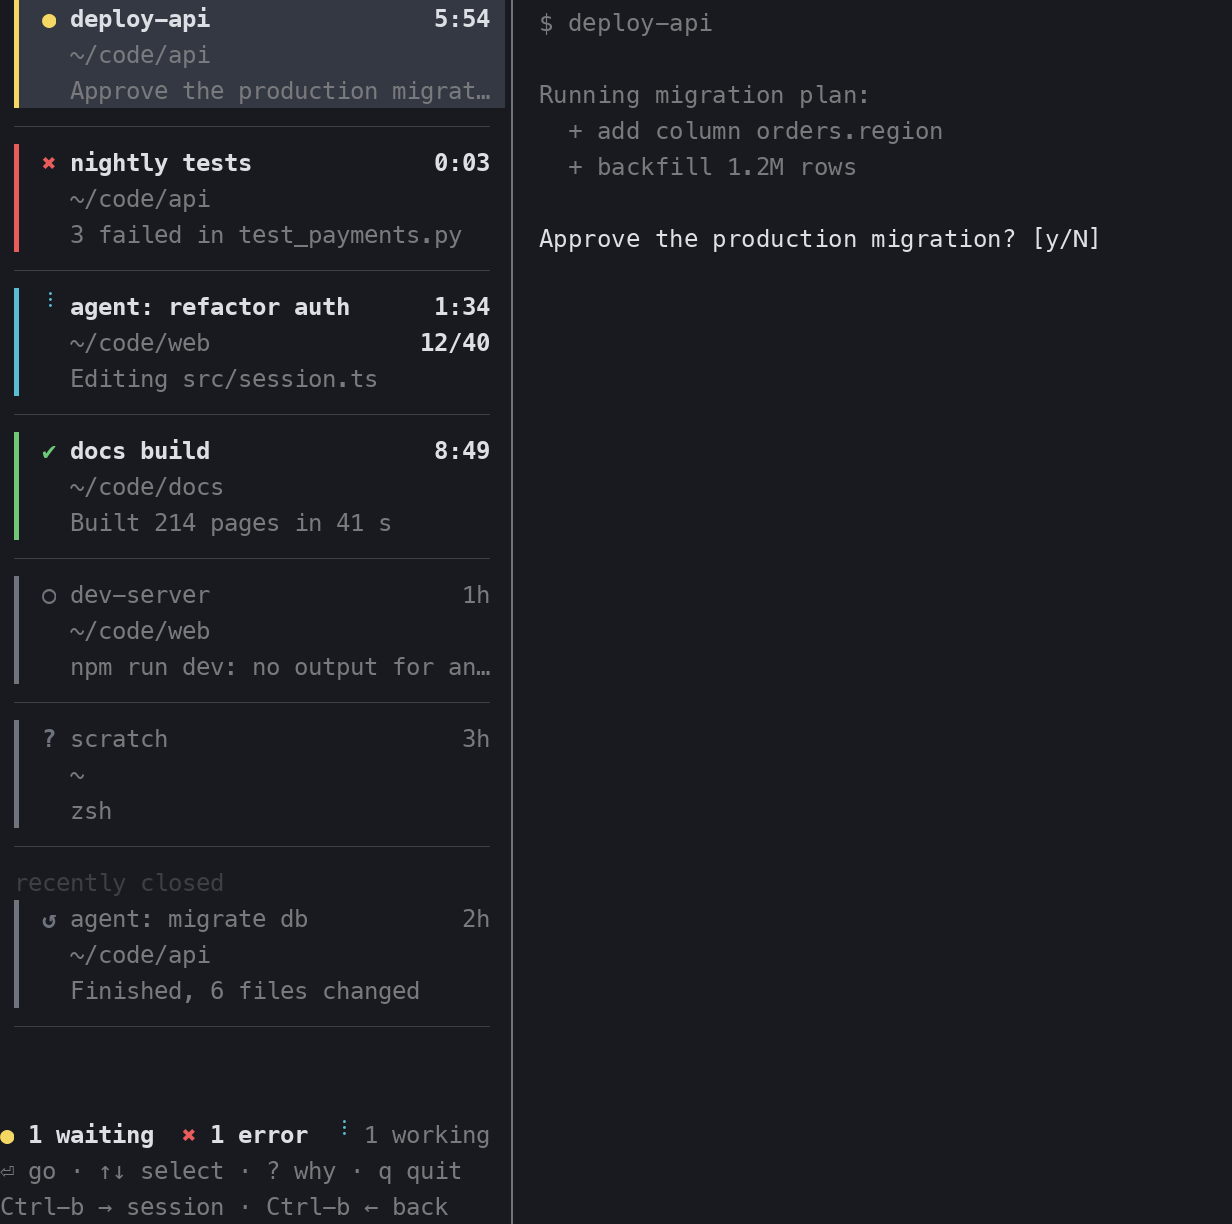 ● deploy-api 5:54
~/code/api
Approve the production migrat…
✖ nightly tests 0:03
~/code/api
3 failed in test_payments.py
⠇ agent: refactor auth 1:34
~/code/web 12/40
Editing src/session.ts
✔ docs build 8:49
~/code/docs
Built 214 pages in 41 s
○ dev-server 1h
~/code/web
npm run dev: no output for an…
? scratch 3h
~
zsh
recently closed
↺ agent: migrate db 2h
~/code/api
Finished, 6 files changed
● 1 waiting ✖ 1 error ⠇ 1 working
⏎ go · ↑↓ select · ? why · q quit
Ctrl-b → session · Ctrl-b ← back
$ deploy-api
Running migration plan:
+ add column orders.region
+ backfill 1.2M rows
Approve the production migration? [y/N]